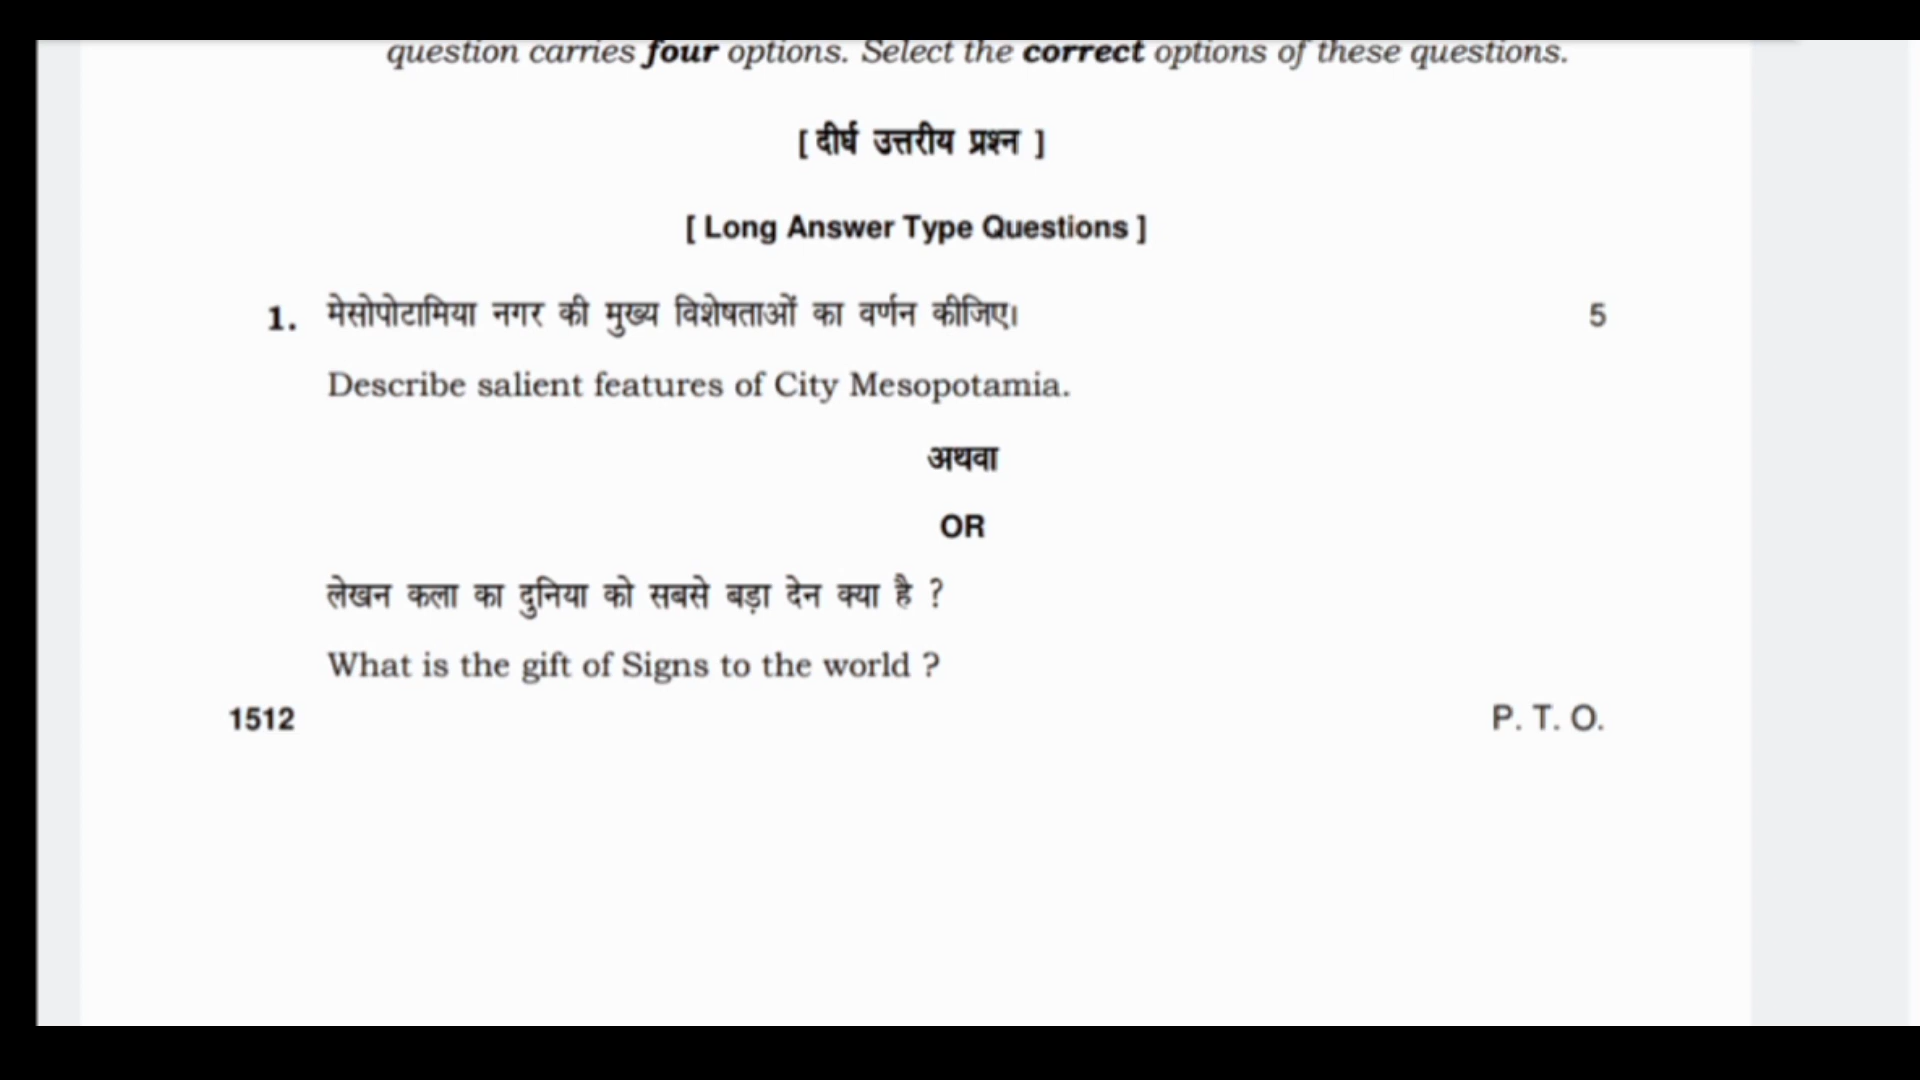 question carries four options. Select the correct options of these questions.
[ दीर्घ उत्तरीय प्रश्न ]
[ Long Answer Type Questions ]
1. मेसोपोटामिया नगर की मुख्य विशेषताओं का वर्णन कीजिए। 5
Describe salient features of City Mesopotamia.
अथवा
OR
लेखन कला का दुनिया को सबसे बड़ा देन क्या है ?
What is the gift of Signs to the world ?
1512 P. T. O.